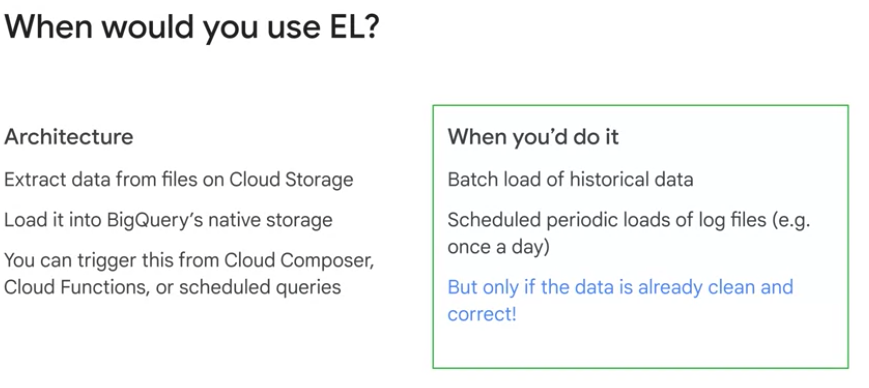 When would you use EL?
Architecture
Extract data from files on Cloud Storage
Load it into BigQuery's native storage
You can trigger this from Cloud Composer,
Cloud Functions, or scheduled queries
When you'd do it
Batch load of historical data
Scheduled periodic loads of log files (e.g.
once a day)
But only if the data is already clean and
correct!